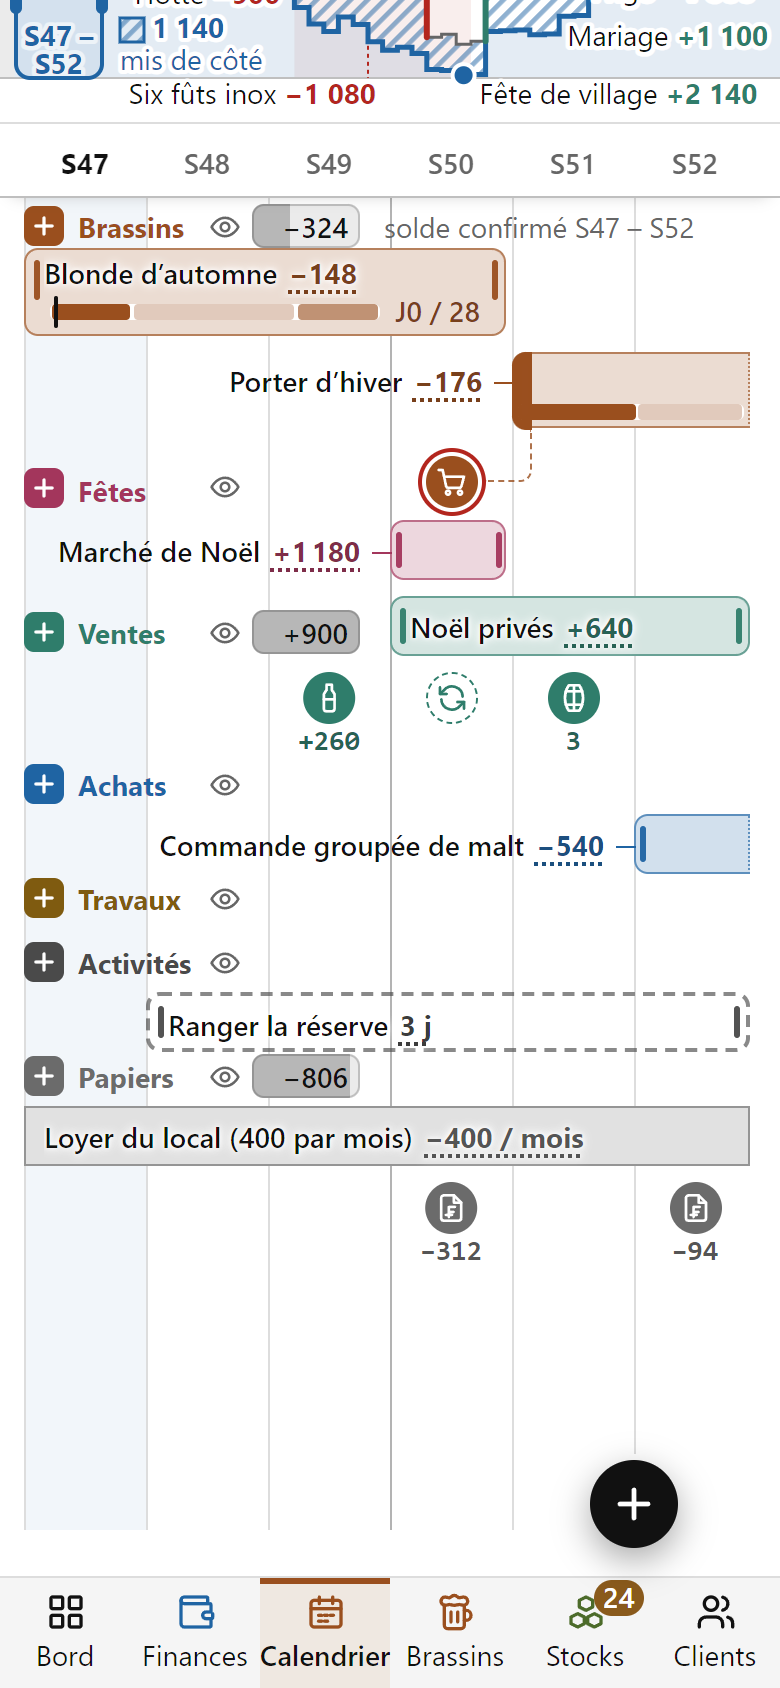 S47 –
S52
1 140
mis de côté
Mariage +1 100
Six fûts inox −1 080
Fête de village +2 140
S47 S48 S49 S50 S51 S52
Brassins −324 solde confirmé S47 – S52
Blonde d’automne −148
J0 / 28
Porter d’hiver −176
Fêtes
Marché de Noël +1 180
Ventes +900 Noël privés +640
+260 3
Achats
Commande groupée de malt −540
Travaux
Activités
Ranger la réserve 3 j
Papiers −806
Loyer du local (400 par mois) −400 / mois
−312 −94
24
Bord Finances Calendrier Brassins Stocks Clients